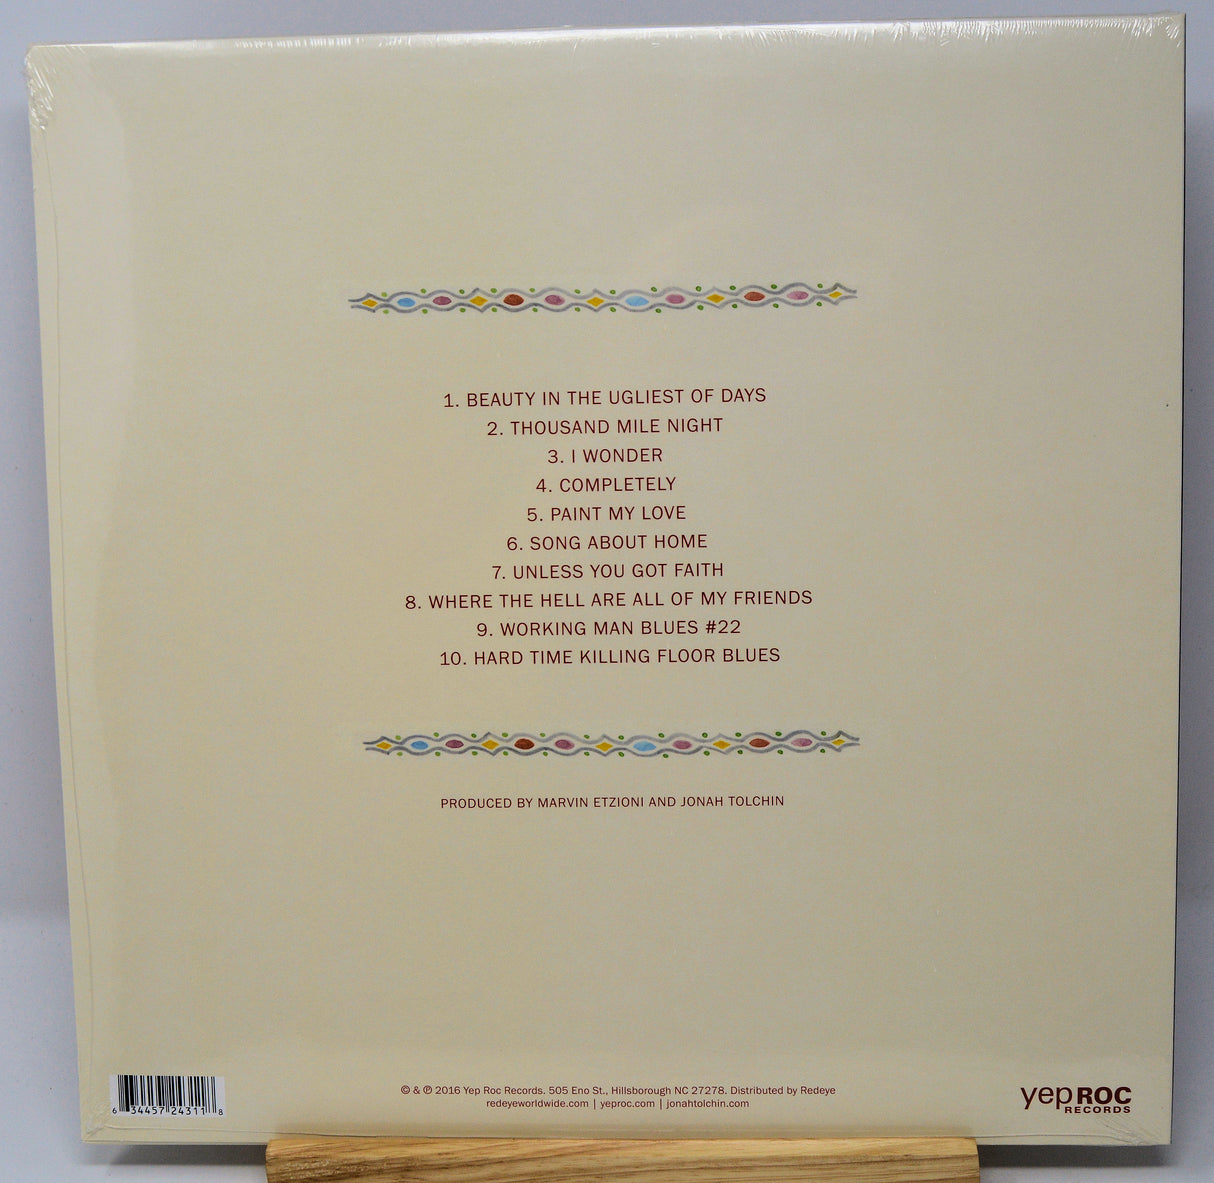 1. BEAUTY IN THE UGLIEST OF DAYS
2. THOUSAND MILE NIGHT
3. I WONDER
4. COMPLETELY
5. PAINT MY LOVE
6. SONG ABOUT HOME
7. UNLESS YOU GOT FAITH
8. WHERE THE HELL ARE ALL OF MY FRIENDS
9. WORKING MAN BLUES #22
10. HARD TIME KILLING FLOOR BLUES
PRODUCED BY MARVIN ETZIONI AND JONAH TOLCHIN
6 34457 24311 8
© & ℗ 2016 Yep Roc Records. 505 Eno St., Hillsborough NC 27278. Distributed by Redeye
redeyeworldwide.com | yeproc.com | jonahtolchin.com
yep ROC
RECORDS